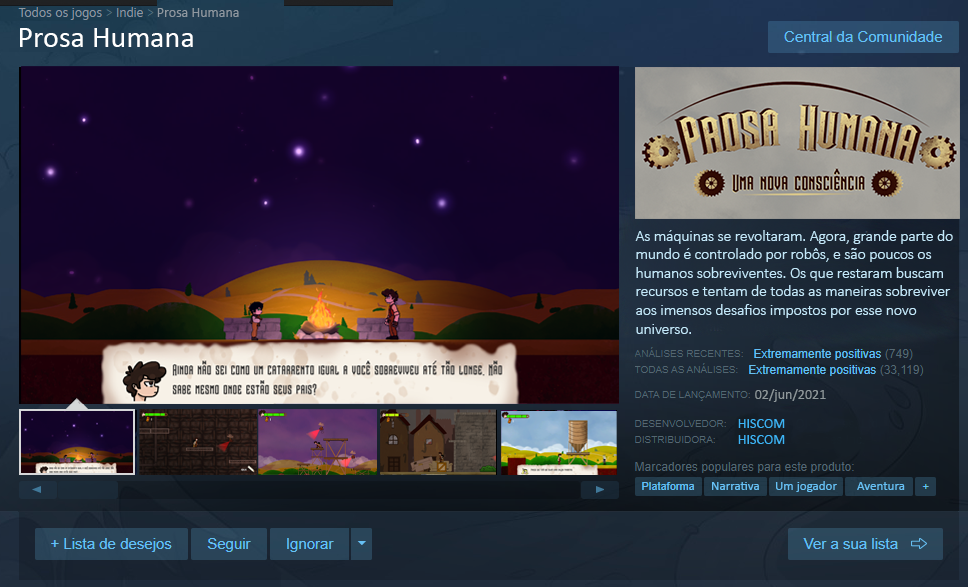 Todos os jogos > Indie > Prosa Humana
Prosa Humana
Central da Comunidade
PROSA HUMANA
UMA NOVA CONSCIÊNCIA
As máquinas se revoltaram. Agora, grande parte do
mundo é controlado por robôs, e são poucos os
humanos sobreviventes. Os que restaram buscam
recursos e tentam de todas as maneiras sobreviver
aos imensos desafios impostos por esse novo
universo.
AINDA NÃO SEI COMO UM CATARRENTO IGUAL A VOCÊ SOBREVIVEU ATÉ TÃO LONGE. NÃO
SABE MESMO ONDE ESTÃO SEUS PAIS?
ANÁLISES RECENTES: Extremamente positivas (749)
TODAS AS ANÁLISES: Extremamente positivas (33,119)
DATA DE LANÇAMENTO: 02/jun/2021
DESENVOLVEDOR: HISCOM
DISTRIBUIDORA: HISCOM
Marcadores populares para este produto:
Plataforma Narrativa Um jogador Aventura +
+ Lista de desejos Seguir Ignorar Ver a sua lista